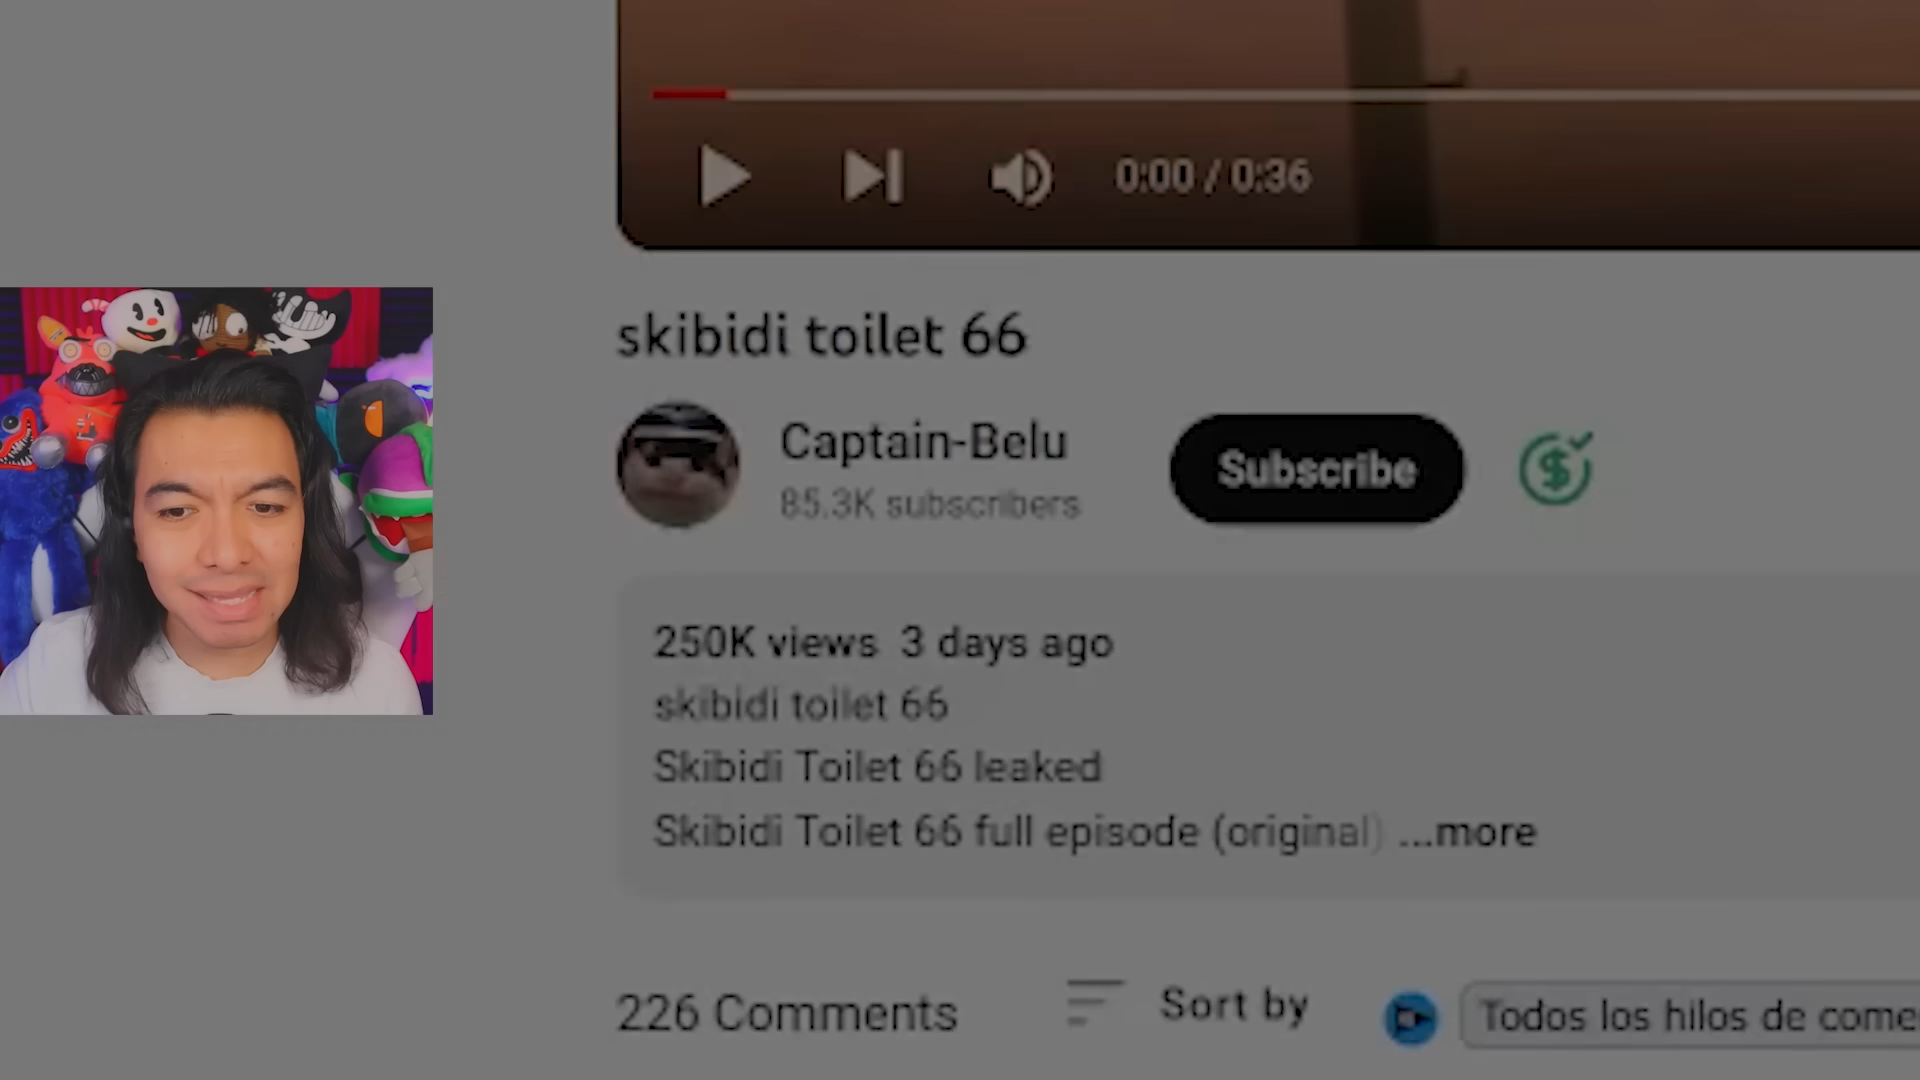 0:00 / 0:36
skibidi toilet 66
Captain-Belu
85.3K subscribers
Subscribe
250K views 3 days ago
skibidi toilet 66
Skibidi Toilet 66 leaked
Skibidi Toilet 66 full episode (original) ...more
226 Comments
Sort by
Todos los hilos de come